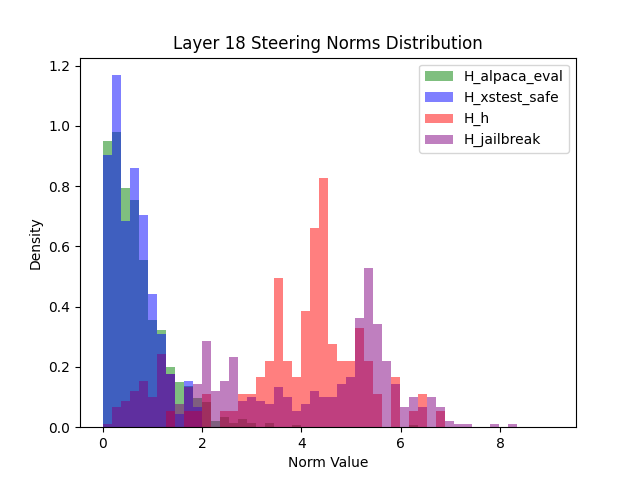 Layer 18 Steering Norms Distribution
H_alpaca_eval
H_xstest_safe
H_h
H_jailbreak
1.2
1.0
0.8
0.6
0.4
0.2
0.0
Density
0 2 4 6 8
Norm Value